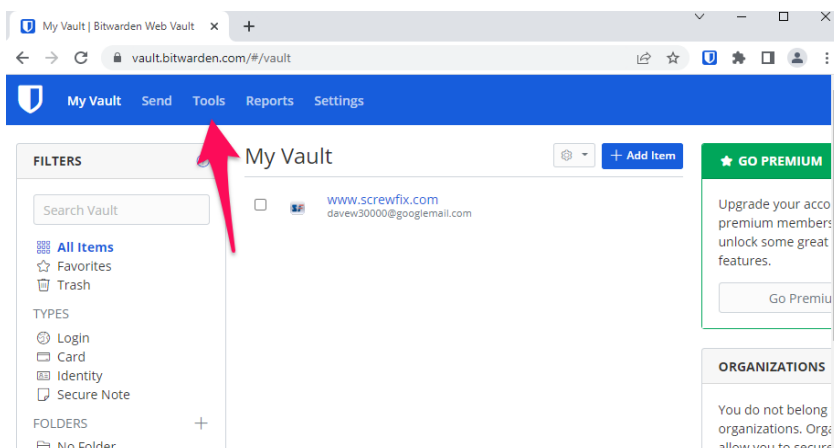 My Vault | Bitwarden Web Vault
vault.bitwarden.com/#/vault
My Vault Send Tools Reports Settings
FILTERS
Search Vault
All Items
Favorites
Trash
TYPES
Login
Card
Identity
Secure Note
FOLDERS
No Folder
My Vault
Add Item
www.screwfix.com
davew30000@googlemail.com
GO PREMIUM
Upgrade your acco
premium members
unlock some great
features.
Go Premiu
ORGANIZATIONS
You do not belong
organizations. Orga
allow you to secure